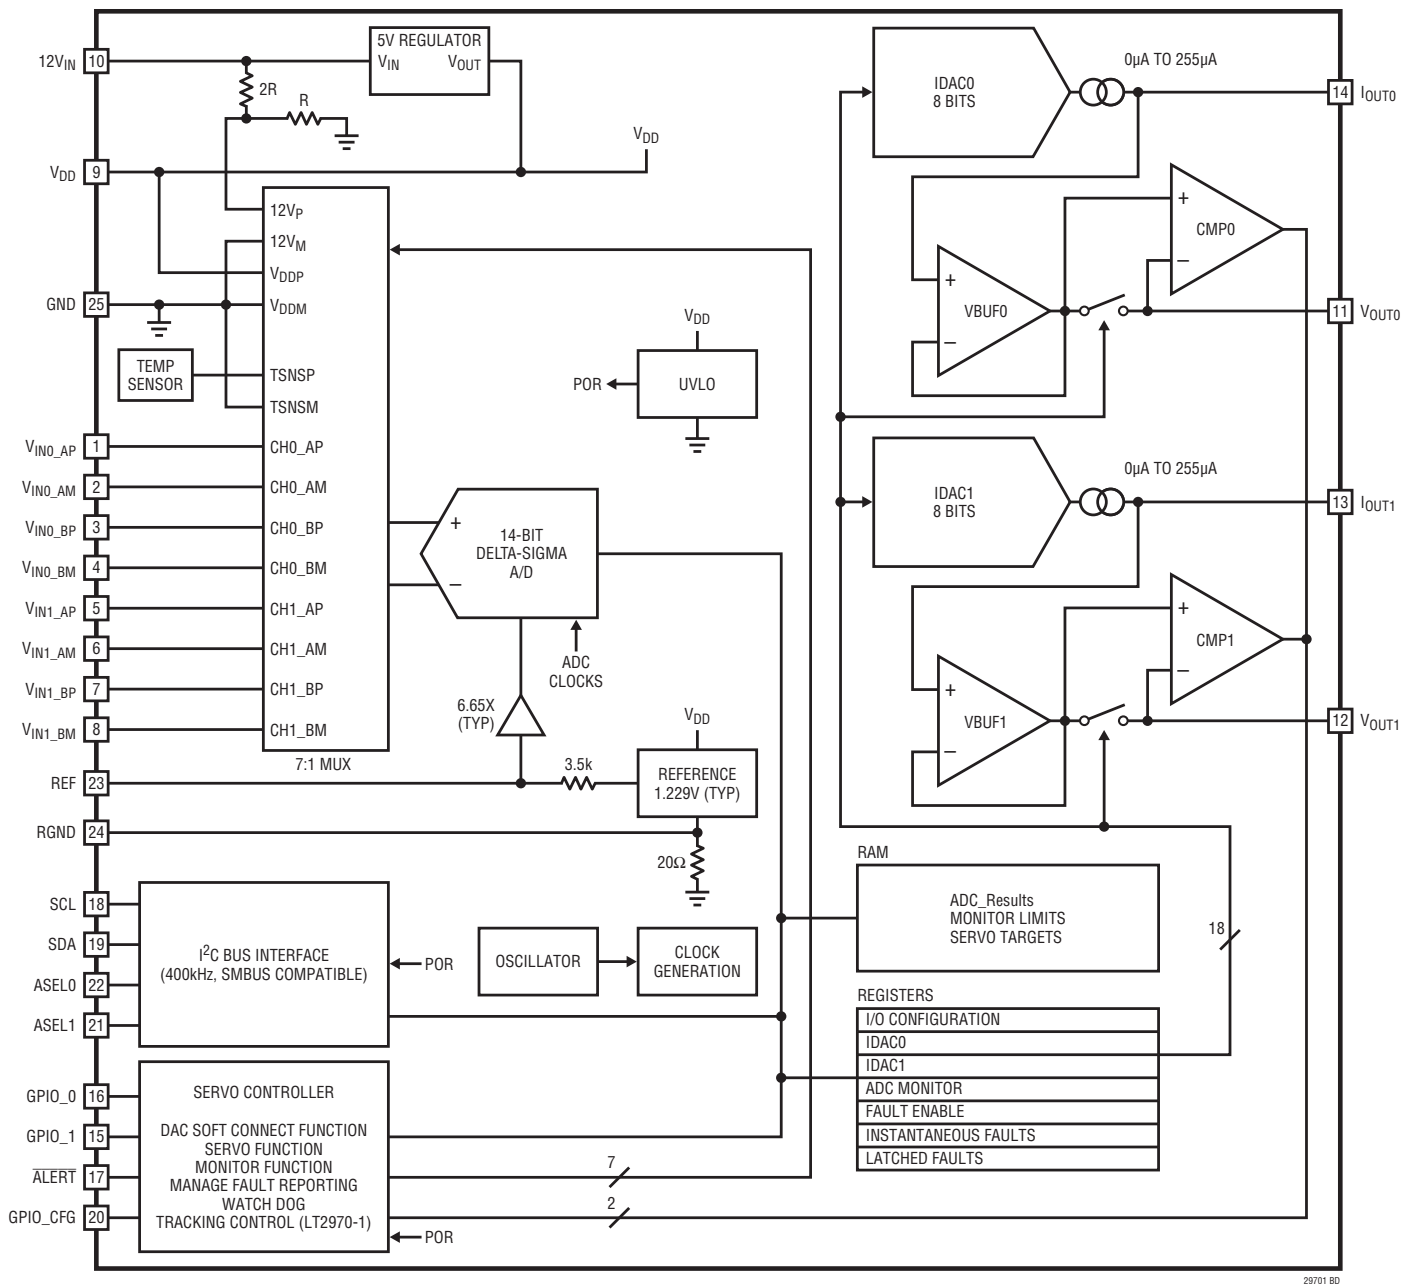 12VIN
10
5V REGULATOR
VIN
VOUT
2R
R
VDD
VDD
9
12VP
12VM
VDDP
GND
25
VDDM
TEMP
SENSOR
TSNSP
TSNSM
VIN0_AP
1
CH0_AP
VIN0_AM
2
CH0_AM
VIN0_BP
3
CH0_BP
VIN0_BM
4
CH0_BM
VIN1_AP
5
CH1_AP
VIN1_AM
6
CH1_AM
VIN1_BP
7
CH1_BP
VIN1_BM
8
CH1_BM
7:1 MUX
VDD
POR
UVLO
+
–
14-BIT
DELTA-SIGMA
A/D
ADC
CLOCKS
6.65X
(TYP)
REF
23
3.5k
VDD
REFERENCE
1.229V (TYP)
RGND
24
20Ω
SCL
18
SDA
19
ASEL0
22
ASEL1
21
I2C BUS INTERFACE
(400kHz, SMBUS COMPATIBLE)
POR
OSCILLATOR
CLOCK
GENERATION
GPIO_0
16
GPIO_1
15
ALERT
17
GPIO_CFG
20
SERVO CONTROLLER
DAC SOFT CONNECT FUNCTION
SERVO FUNCTION
MONITOR FUNCTION
MANAGE FAULT REPORTING
WATCH DOG
TRACKING CONTROL (LT2970-1)
7
2
POR
IDAC0
8 BITS
0µA TO 255µA
14
IOUT0
+
–
CMP0
+
–
VBUF0
11
VOUT0
IDAC1
8 BITS
0µA TO 255µA
13
IOUT1
+
–
CMP1
+
–
VBUF1
12
VOUT1
RAM
ADC_Results
MONITOR LIMITS
SERVO TARGETS
18
REGISTERS
I/O CONFIGURATION
IDAC0
IDAC1
ADC MONITOR
FAULT ENABLE
INSTANTANEOUS FAULTS
LATCHED FAULTS
29701 BD